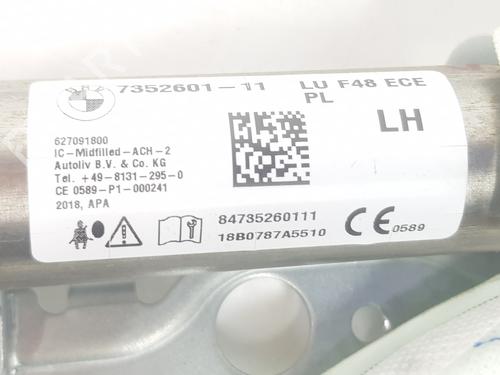 7352601-11 LU F48 ECE
PL
LH
627091800
IC-Midfilled-ACH-2
Autoliv B.V. & Co. KG
Tel. +49-8131-295-0
CE 0589-P1-000241
2018, APA
84735260111
18B0787A5510
CE 0589